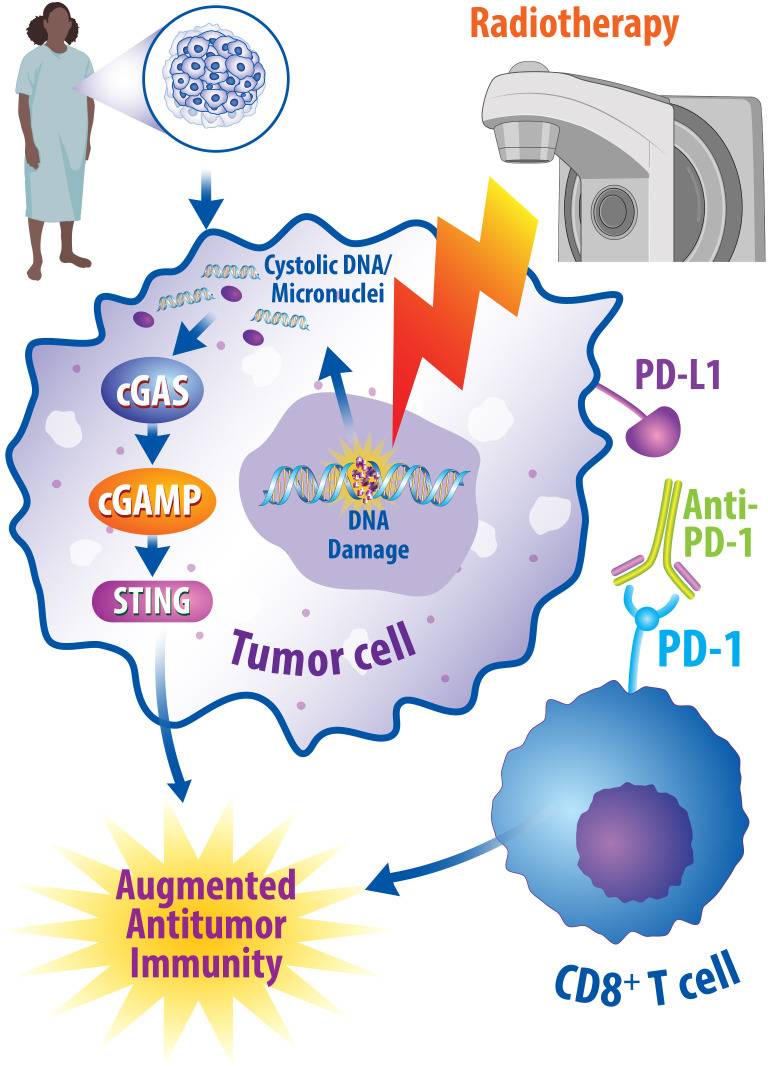 Radiotherapy
Cystolic DNA/
Micronuclei
cGAS
PD-L1
cGAMP
Anti-
PD-1
DNA
Damage
STING
Tumor cell
PD-1
Augmented
Antitumor
Immunity
CD8+ T cell